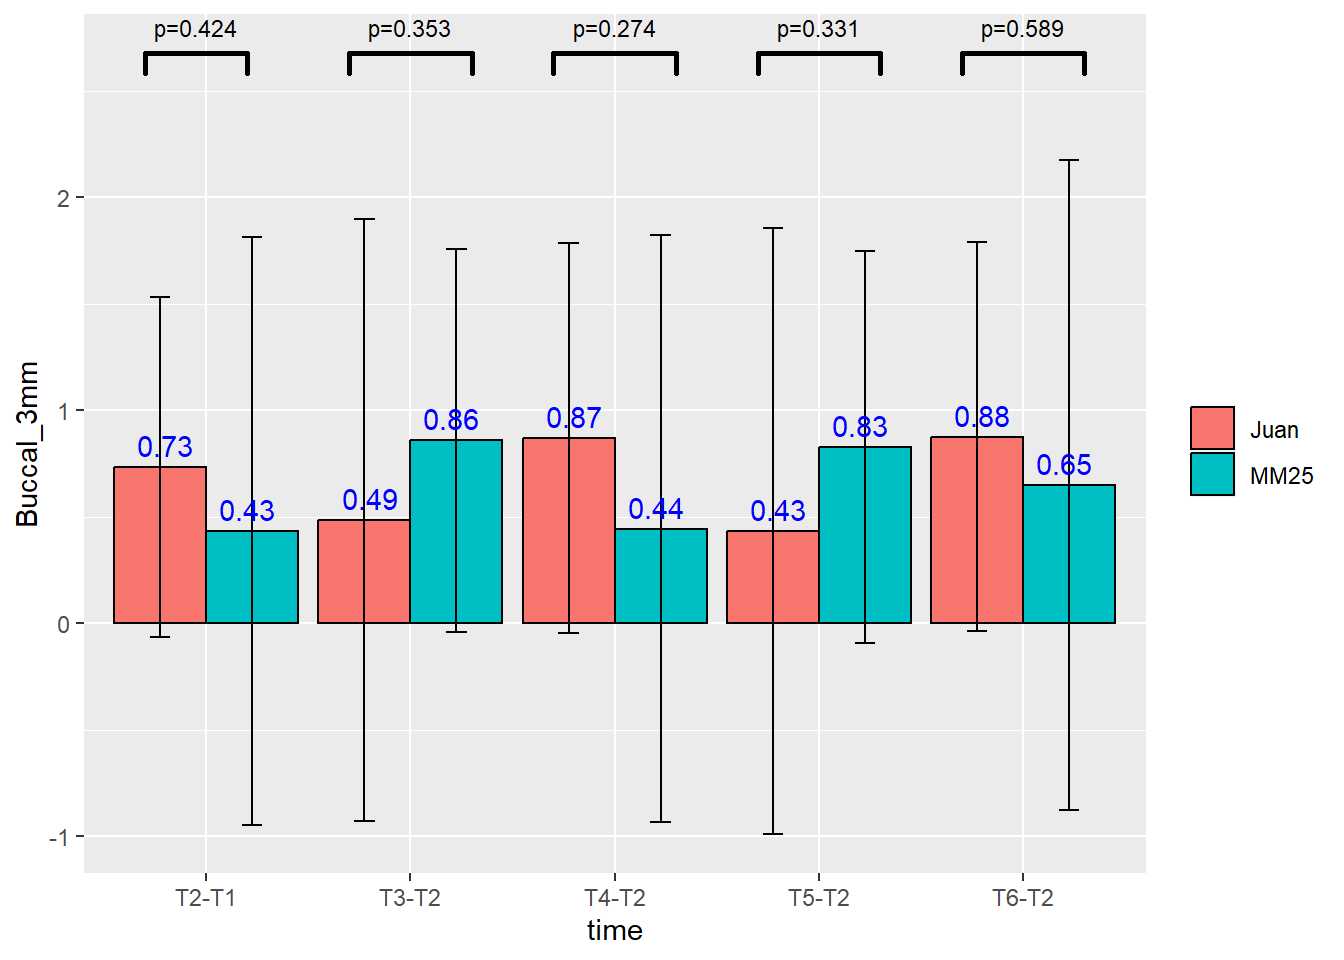 p=0.424 p=0.353 p=0.274 p=0.331 p=0.589
2
1
0
-1
Buccal_3mm
0.73 0.43 0.49 0.86 0.87 0.44 0.43 0.83 0.88 0.65
T2-T1 T3-T2 T4-T2 T5-T2 T6-T2
time
Juan
MM25